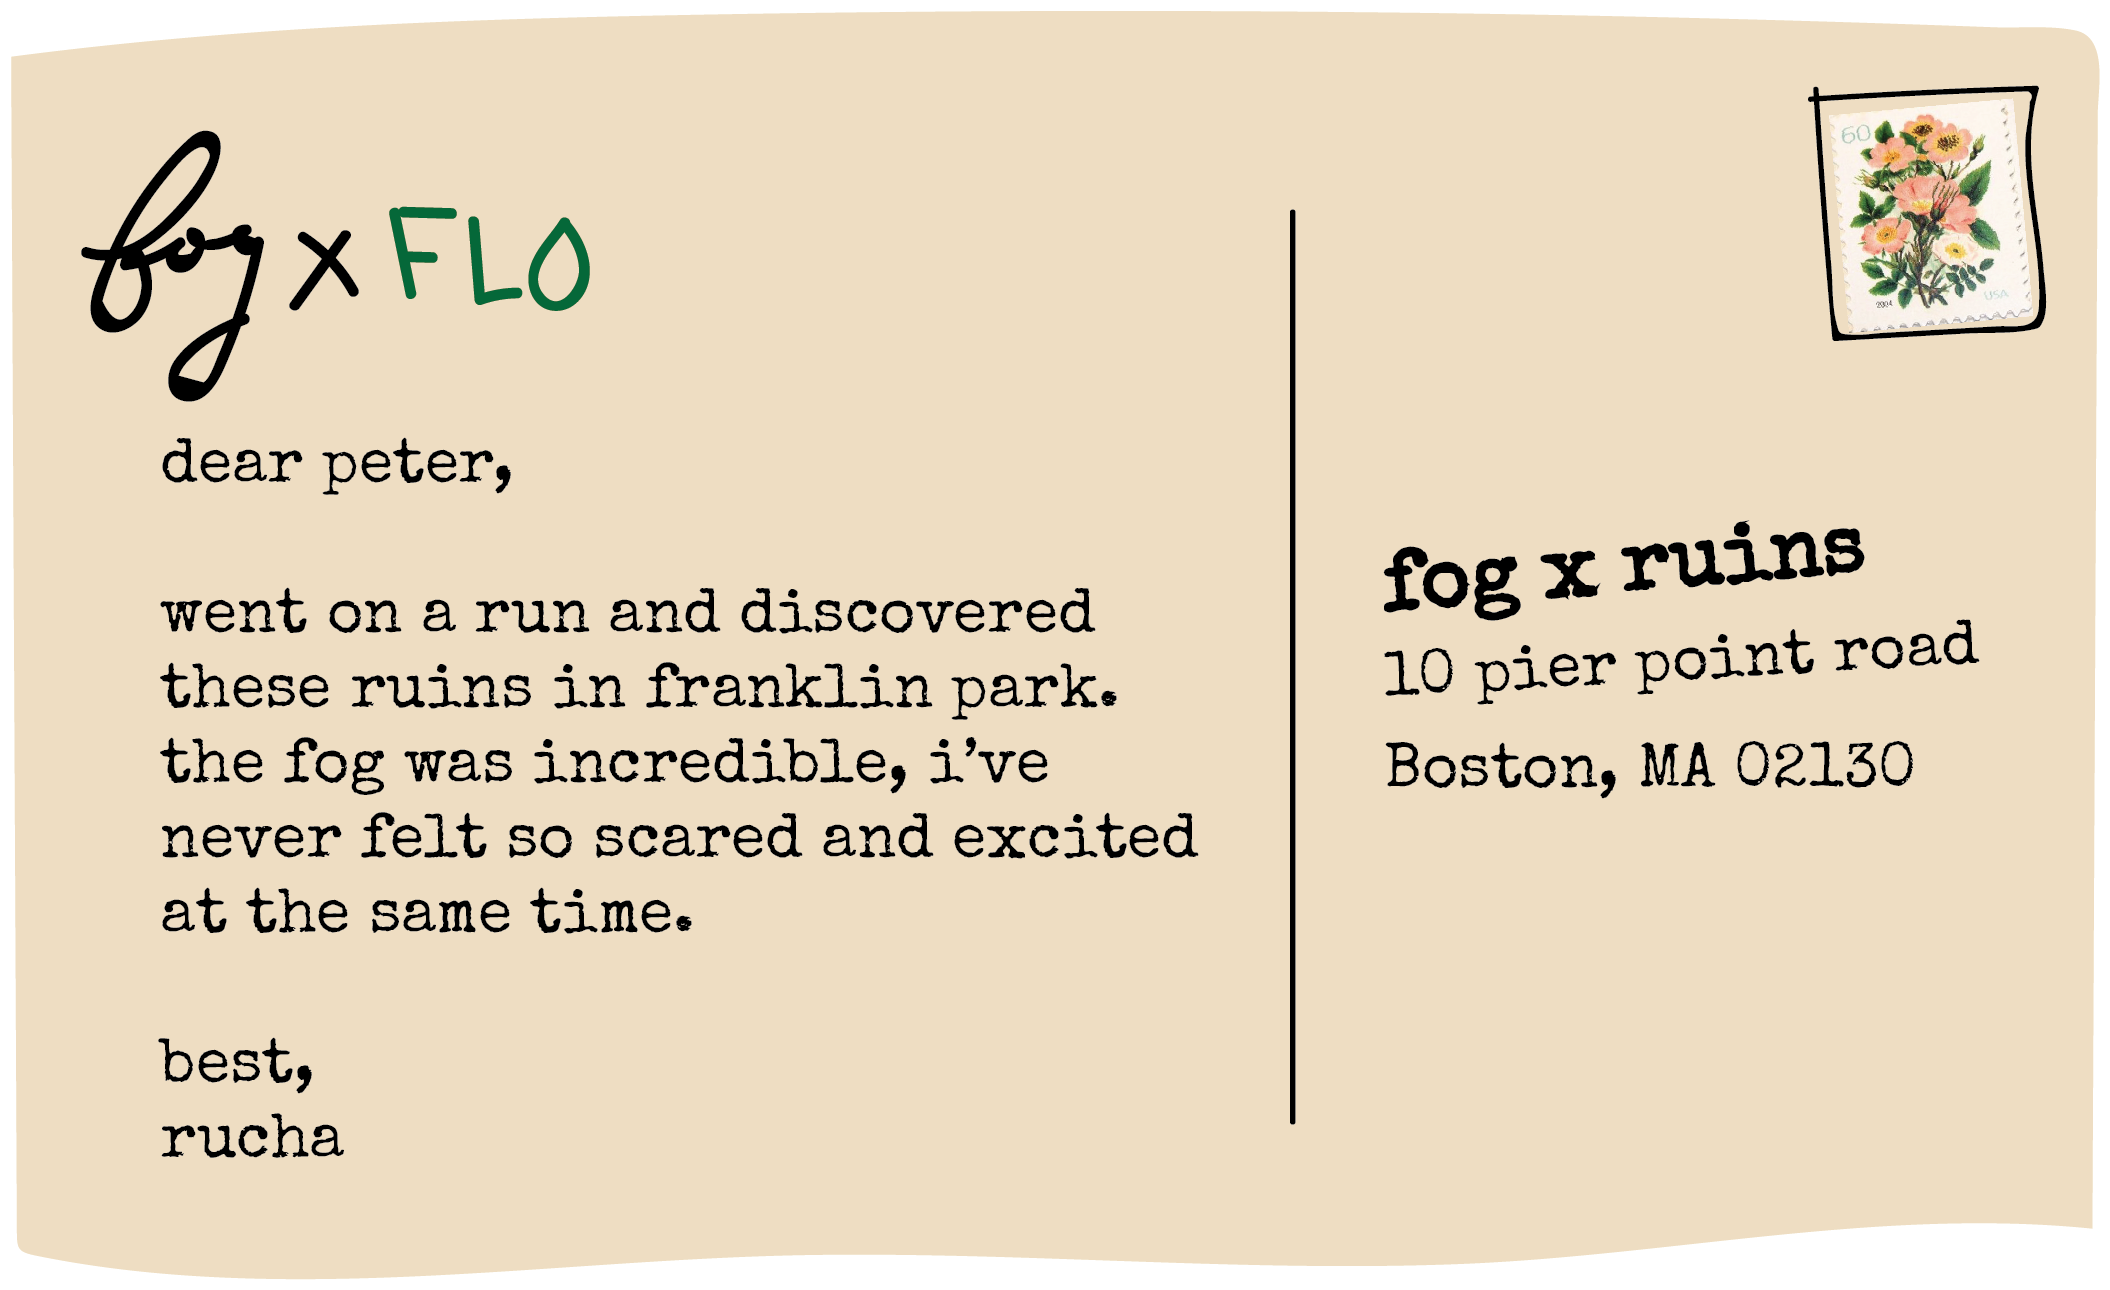 fog x FLO
dear peter,
went on a run and discovered
these ruins in franklin park.
the fog was incredible, i’ve
never felt so scared and excited
at the same time.
best,
rucha
60
2004
USA
fog x ruins
10 pier point road
Boston, MA 02130